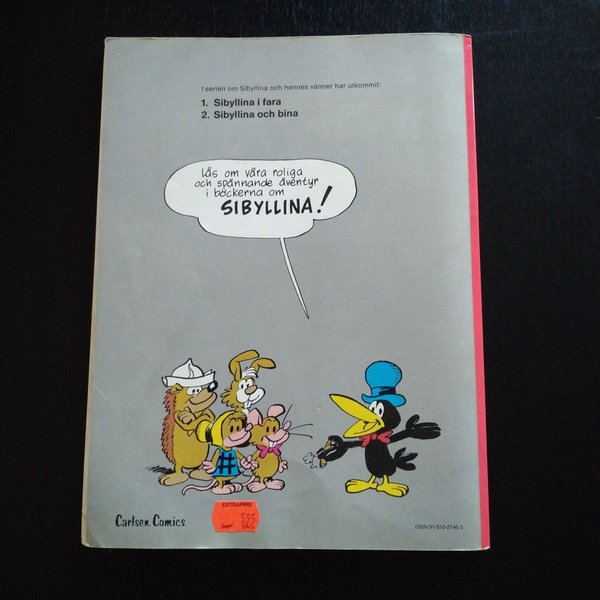 I serien om Sibyllina och hennes vänner har utkommit:
1. Sibyllina i fara
2. Sibyllina och bina
Läs om våra roliga
och spännande äventyr
i böckerna om
SIBYLLINA!
Carlsen Comics
EXTRAPRIS
595
ISBN 91-510-2146-3